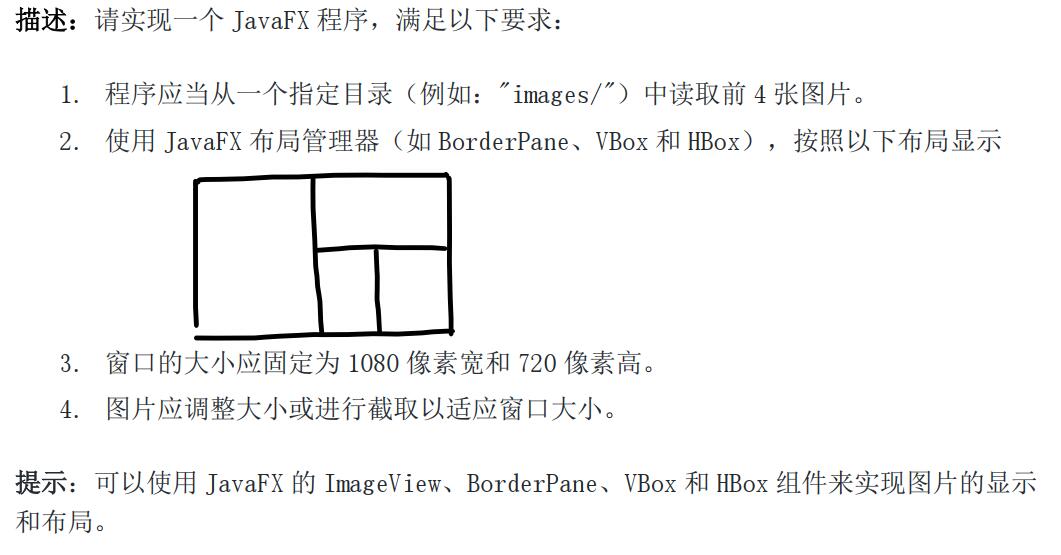 描述：请实现一个 JavaFX 程序，满足以下要求：
1. 程序应当从一个指定目录（例如："images/"）中读取前 4 张图片。
2. 使用 JavaFX 布局管理器（如 BorderPane、VBox 和 HBox），按照以下布局显示
3. 窗口的大小应固定为 1080 像素宽和 720 像素高。
4. 图片应调整大小或进行截取以适应窗口大小。
提示：可以使用 JavaFX 的 ImageView、BorderPane、VBox 和 HBox 组件来实现图片的显示
和布局。